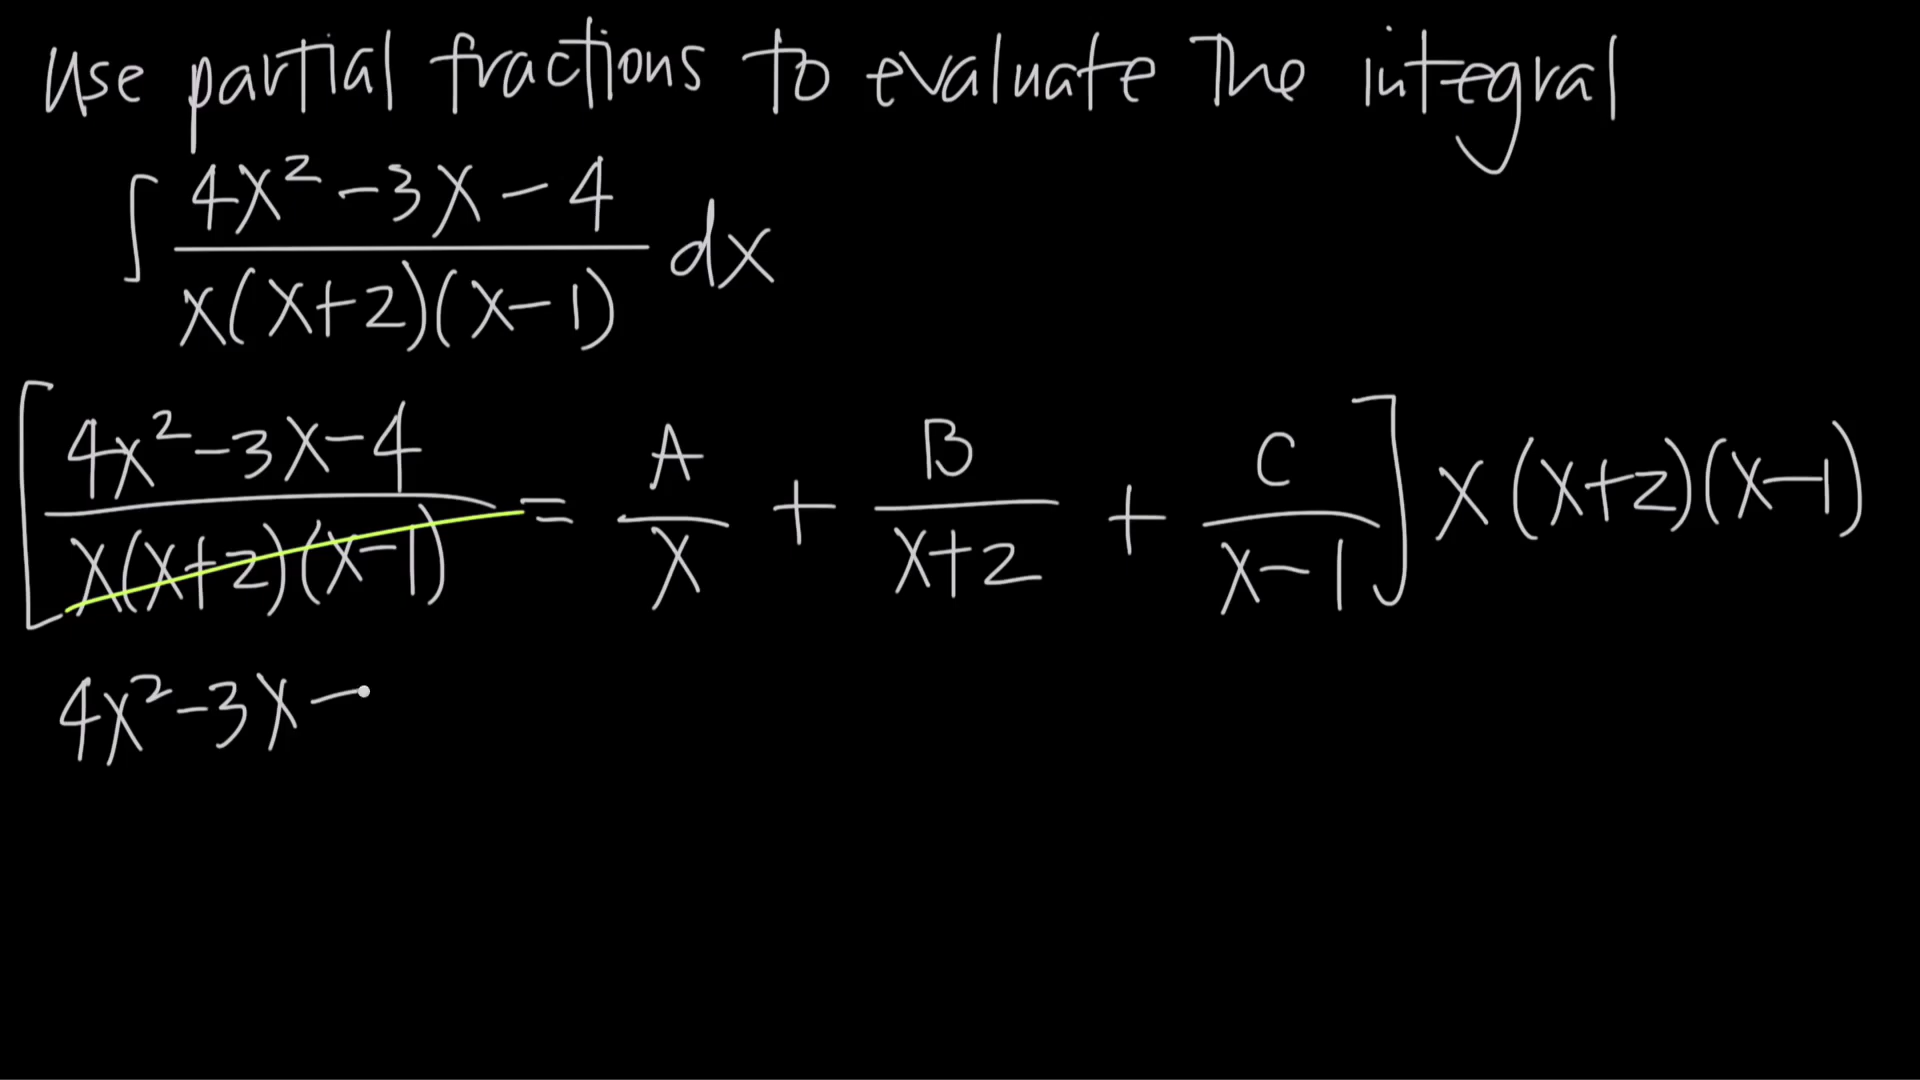 Use partial fractions to evaluate the integral
∫ (4x² - 3x - 4) / (x(x+2)(x-1)) dx
[ (4x² - 3x - 4) / (x(x+2)(x-1)) = A/x + B/(x+2) + C/(x-1) ] x(x+2)(x-1)
4x² - 3x -